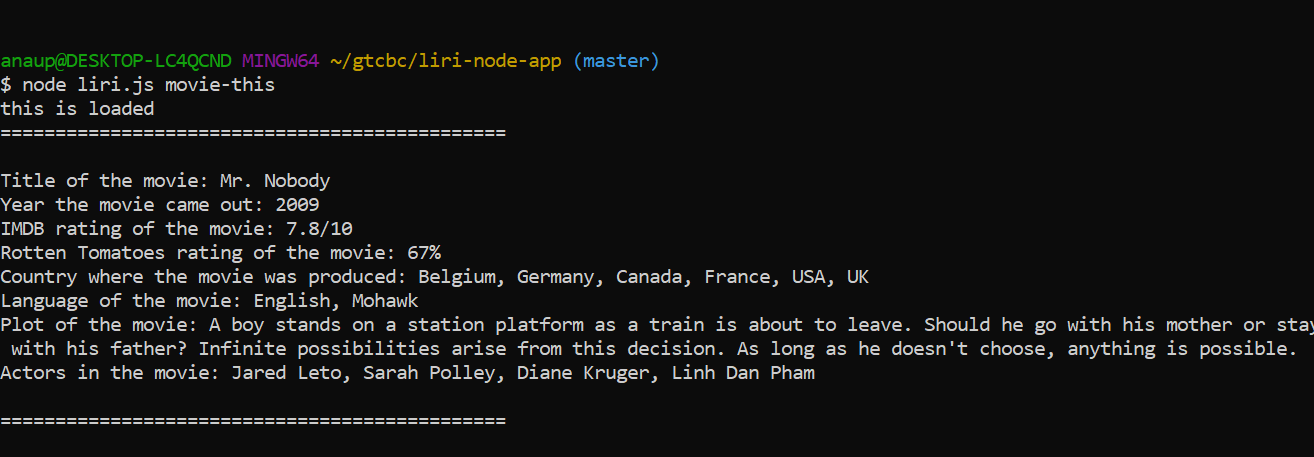 anaup@DESKTOP-LC4QCND MINGW64 ~/gtcbc/liri-node-app (master)
$ node liri.js movie-this
this is loaded
==============================================
Title of the movie: Mr. Nobody
Year the movie came out: 2009
IMDB rating of the movie: 7.8/10
Rotten Tomatoes rating of the movie: 67%
Country where the movie was produced: Belgium, Germany, Canada, France, USA, UK
Language of the movie: English, Mohawk
Plot of the movie: A boy stands on a station platform as a train is about to leave. Should he go with his mother or stay
 with his father? Infinite possibilities arise from this decision. As long as he doesn't choose, anything is possible.
Actors in the movie: Jared Leto, Sarah Polley, Diane Kruger, Linh Dan Pham
==============================================